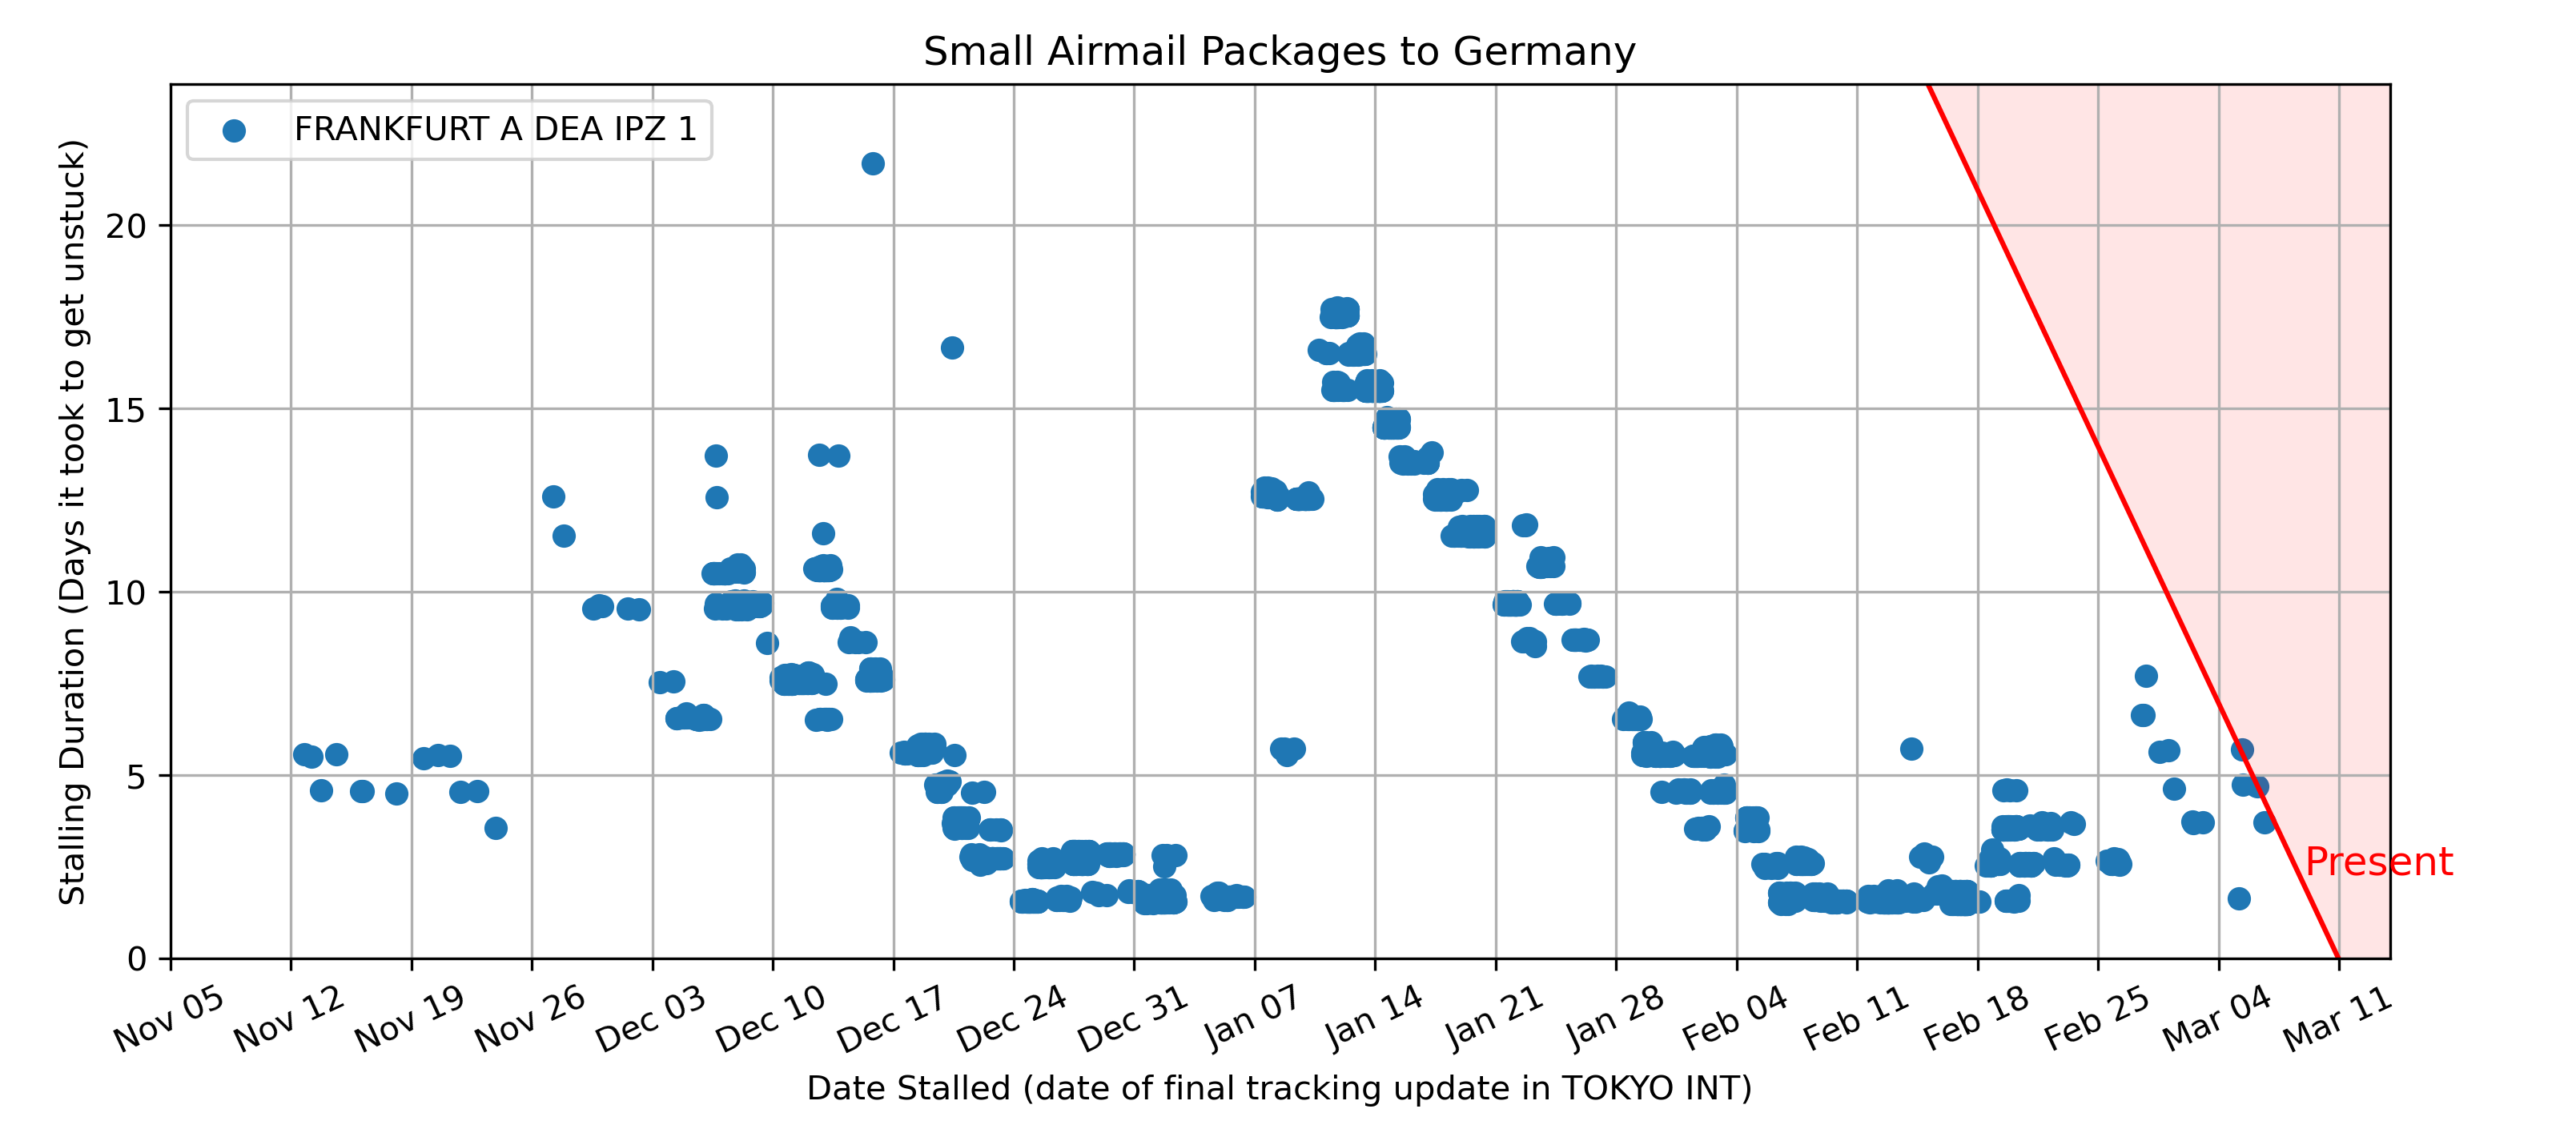 Small Airmail Packages to Germany
FRANKFURT A DEA IPZ 1
Stalling Duration (Days it took to get unstuck)
20
15
10
5
0
Present
Nov 05
Nov 12
Nov 19
Nov 26
Dec 03
Dec 10
Dec 17
Dec 24
Dec 31
Jan 07
Jan 14
Jan 21
Jan 28
Feb 04
Feb 11
Feb 18
Feb 25
Mar 04
Mar 11
Date Stalled (date of final tracking update in TOKYO INT)